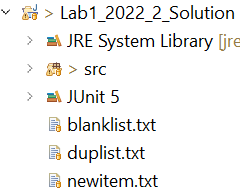 > Lab1_2022_2_Solution
JRE System Library [jre
> src
JUnit 5
blanklist.txt
duplist.txt
newitem.txt